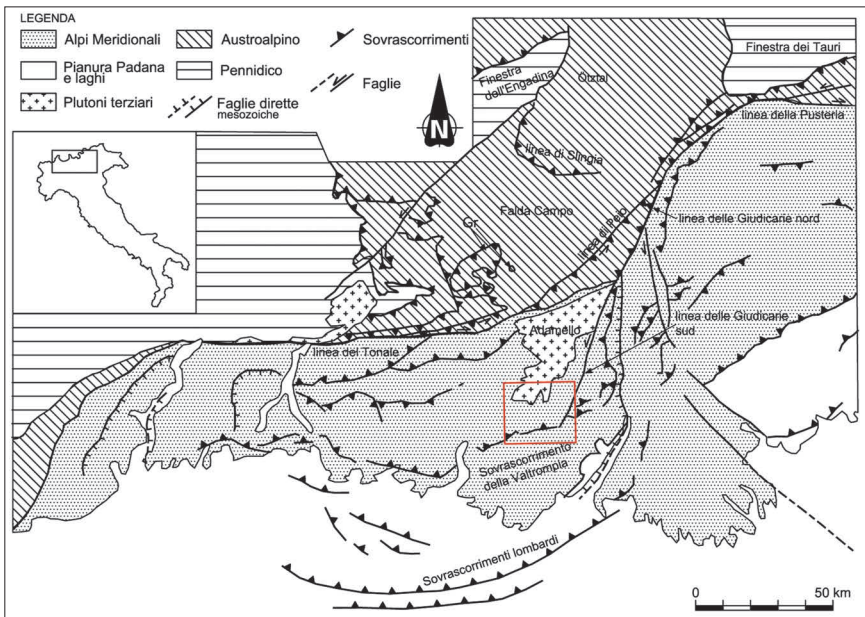 LEGENDA
Alpi Meridionali
Austroalpino
Sovrascorrimenti
Pianura Padana
e laghi
Pennidico
Faglie
Plutoni terziari
Faglie dirette
mesozoiche
N
Finestra dei Tauri
Finestra
dell'Engadina
Ötztal
linea della Pusteria
linea di Slingia
Falda Campo
Gr
linea di Pejo
linea delle Giudicarie nord
Adamello
linea delle Giudicarie
sud
linea del Tonale
Sovrascorrimento
della Valtrompia
Sovrascorrimenti lombardi
0
50 km